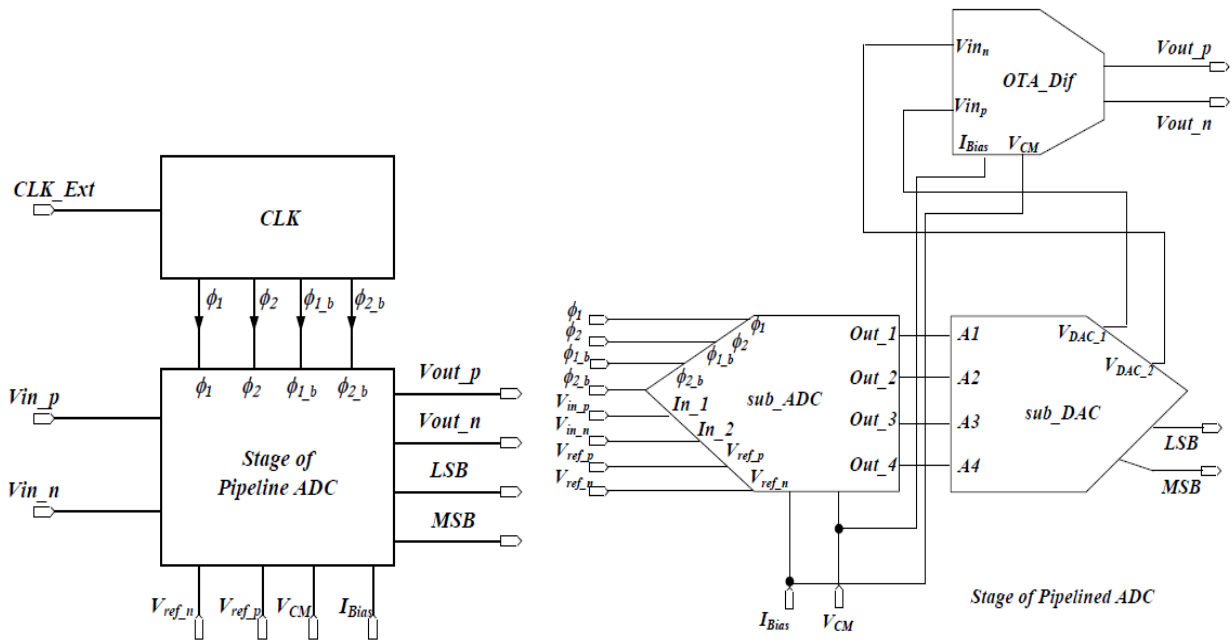 CLK_Ext
CLK
ϕ1 ϕ2 ϕ1_b ϕ2_b
ϕ1 ϕ2 ϕ1_b ϕ2_b
Vin_p
Vin_n
Stage of
Pipeline ADC
Vout_p
Vout_n
LSB
MSB
Vref_n Vref_p VCM IBias
Vinn
Vinp
OTA_Dif
IBias VCM
Vout_p
Vout_n
ϕ1
ϕ2
ϕ1_b
ϕ2_b
Vin_p
Vin_n
Vref_p
Vref_n
ϕ1
ϕ2
ϕ1_b
ϕ2_b
In_1
In_2
Vref_p
Vref_n
sub_ADC
Out_1
Out_2
Out_3
Out_4
A1
A2
A3
A4
VDAC_1
VDAC_2
sub_DAC
LSB
MSB
IBias VCM
Stage of Pipelined ADC